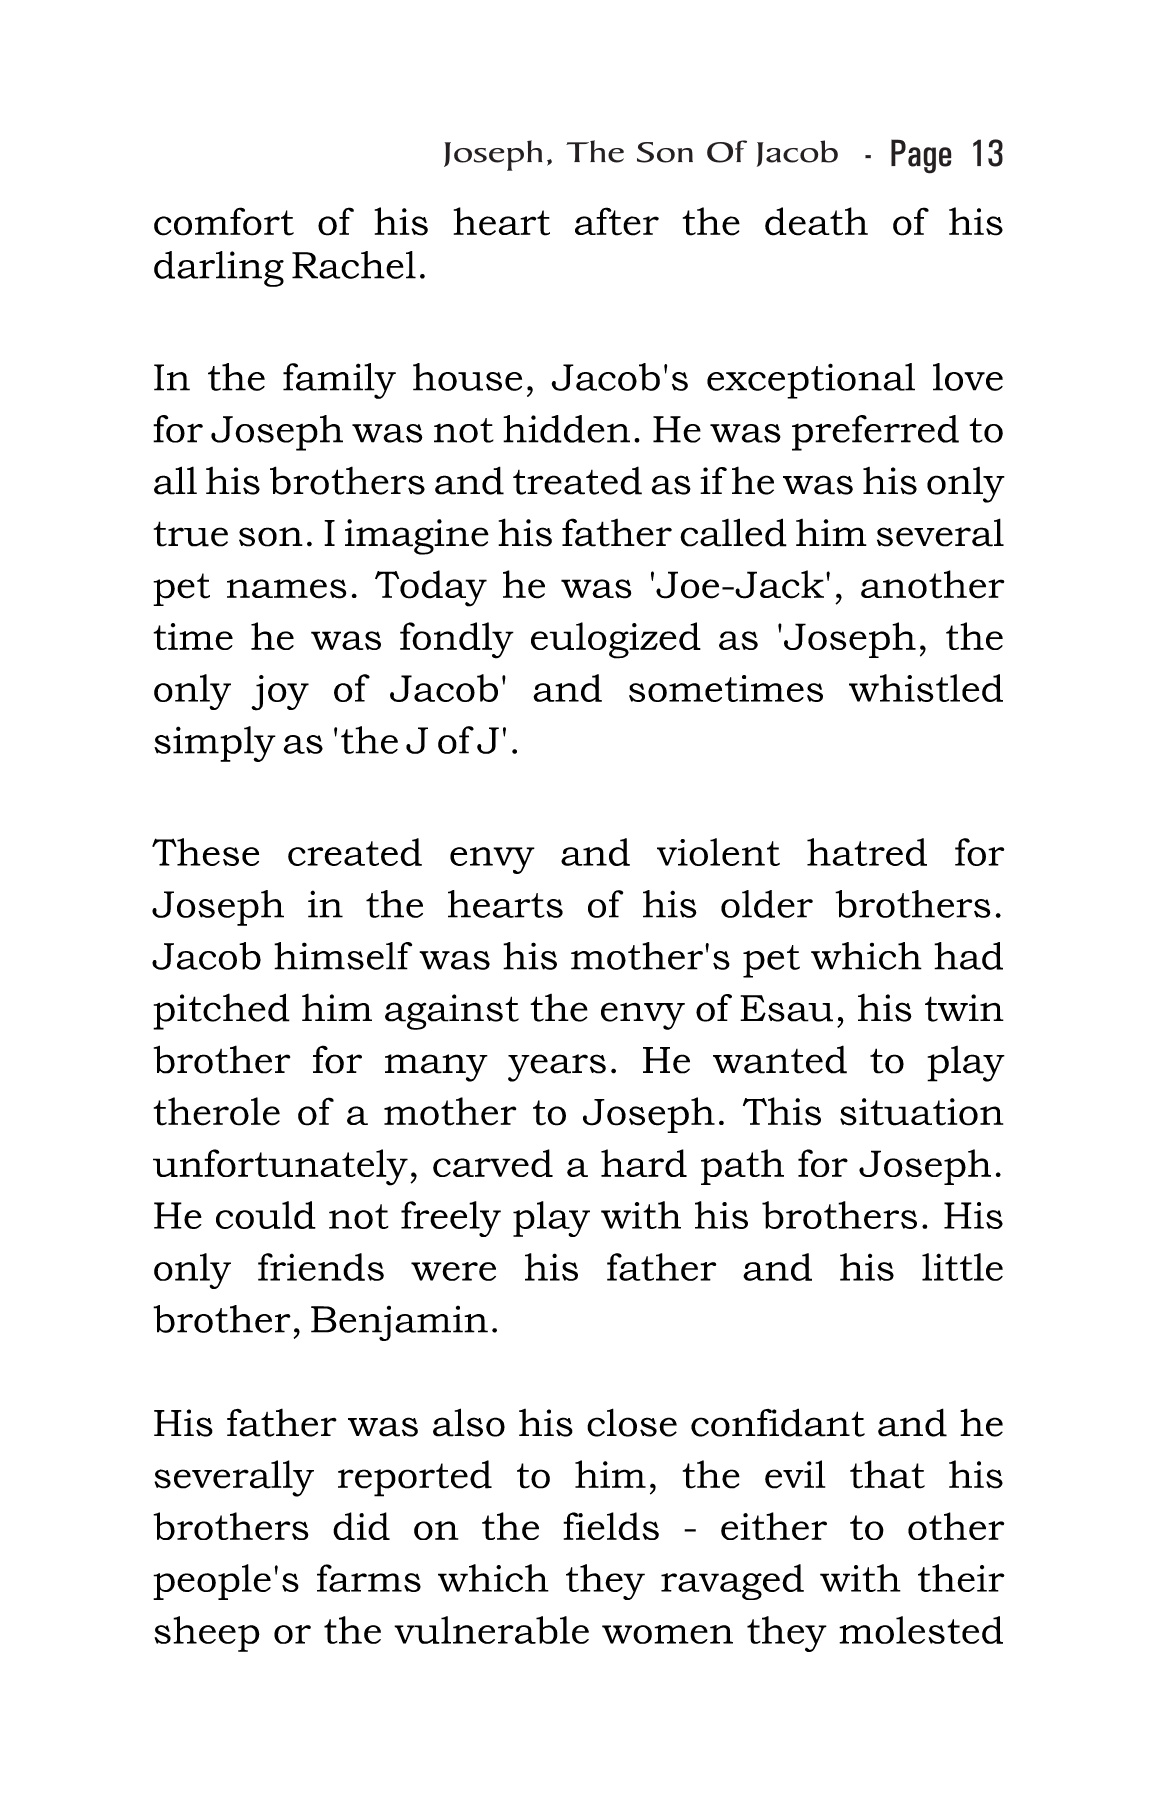 Joseph, The Son Of Jacob - Page 13
comfort of his heart after the death of his
darling Rachel.
In the family house, Jacob's exceptional love
for Joseph was not hidden. He was preferred to
all his brothers and treated as if he was his only
true son. I imagine his father called him several
pet names. Today he was 'Joe-Jack', another
time he was fondly eulogized as 'Joseph, the
only joy of Jacob' and sometimes whistled
simply as 'the J of J'.
These created envy and violent hatred for
Joseph in the hearts of his older brothers.
Jacob himself was his mother's pet which had
pitched him against the envy of Esau, his twin
brother for many years. He wanted to play
therole of a mother to Joseph. This situation
unfortunately, carved a hard path for Joseph.
He could not freely play with his brothers. His
only friends were his father and his little
brother, Benjamin.
His father was also his close confidant and he
severally reported to him, the evil that his
brothers did on the fields - either to other
people's farms which they ravaged with their
sheep or the vulnerable women they molested